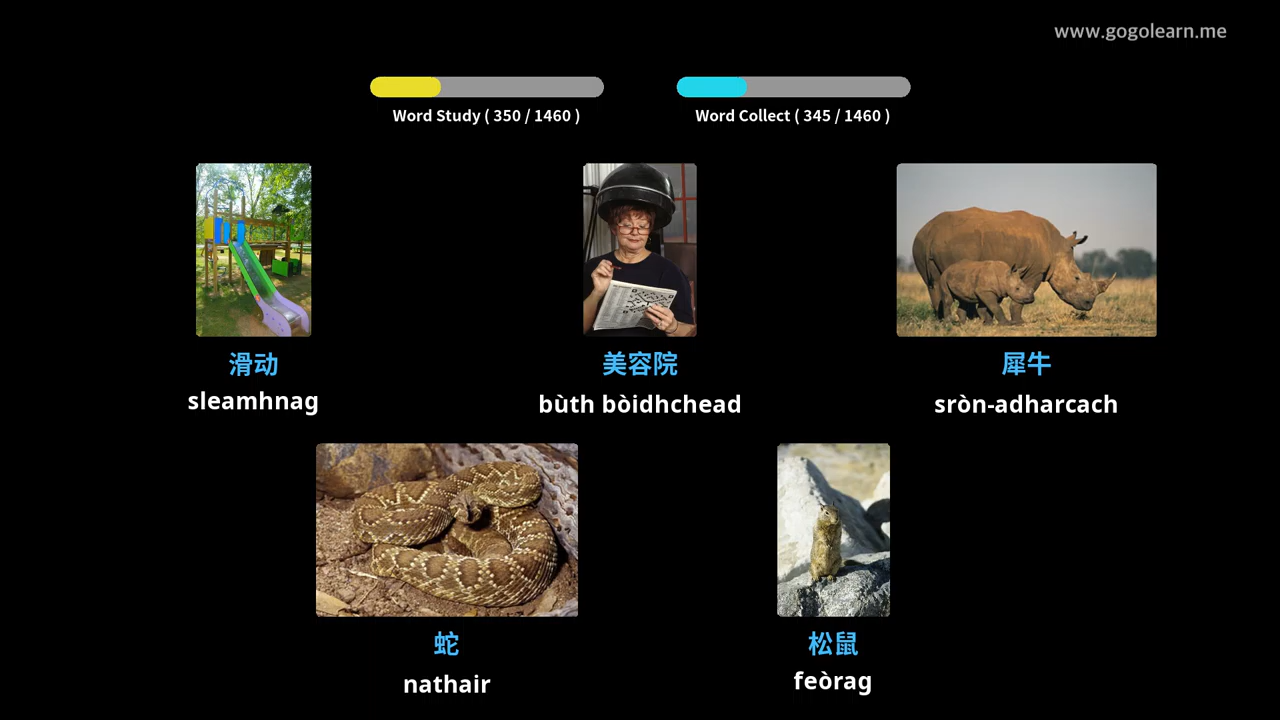 www.gogolearn.me
Word Study ( 350 / 1460 )
Word Collect ( 345 / 1460 )
滑动
sleamhnag
美容院
bùth bòidhchead
犀牛
sròn-adharcach
蛇
nathair
松鼠
feòrag